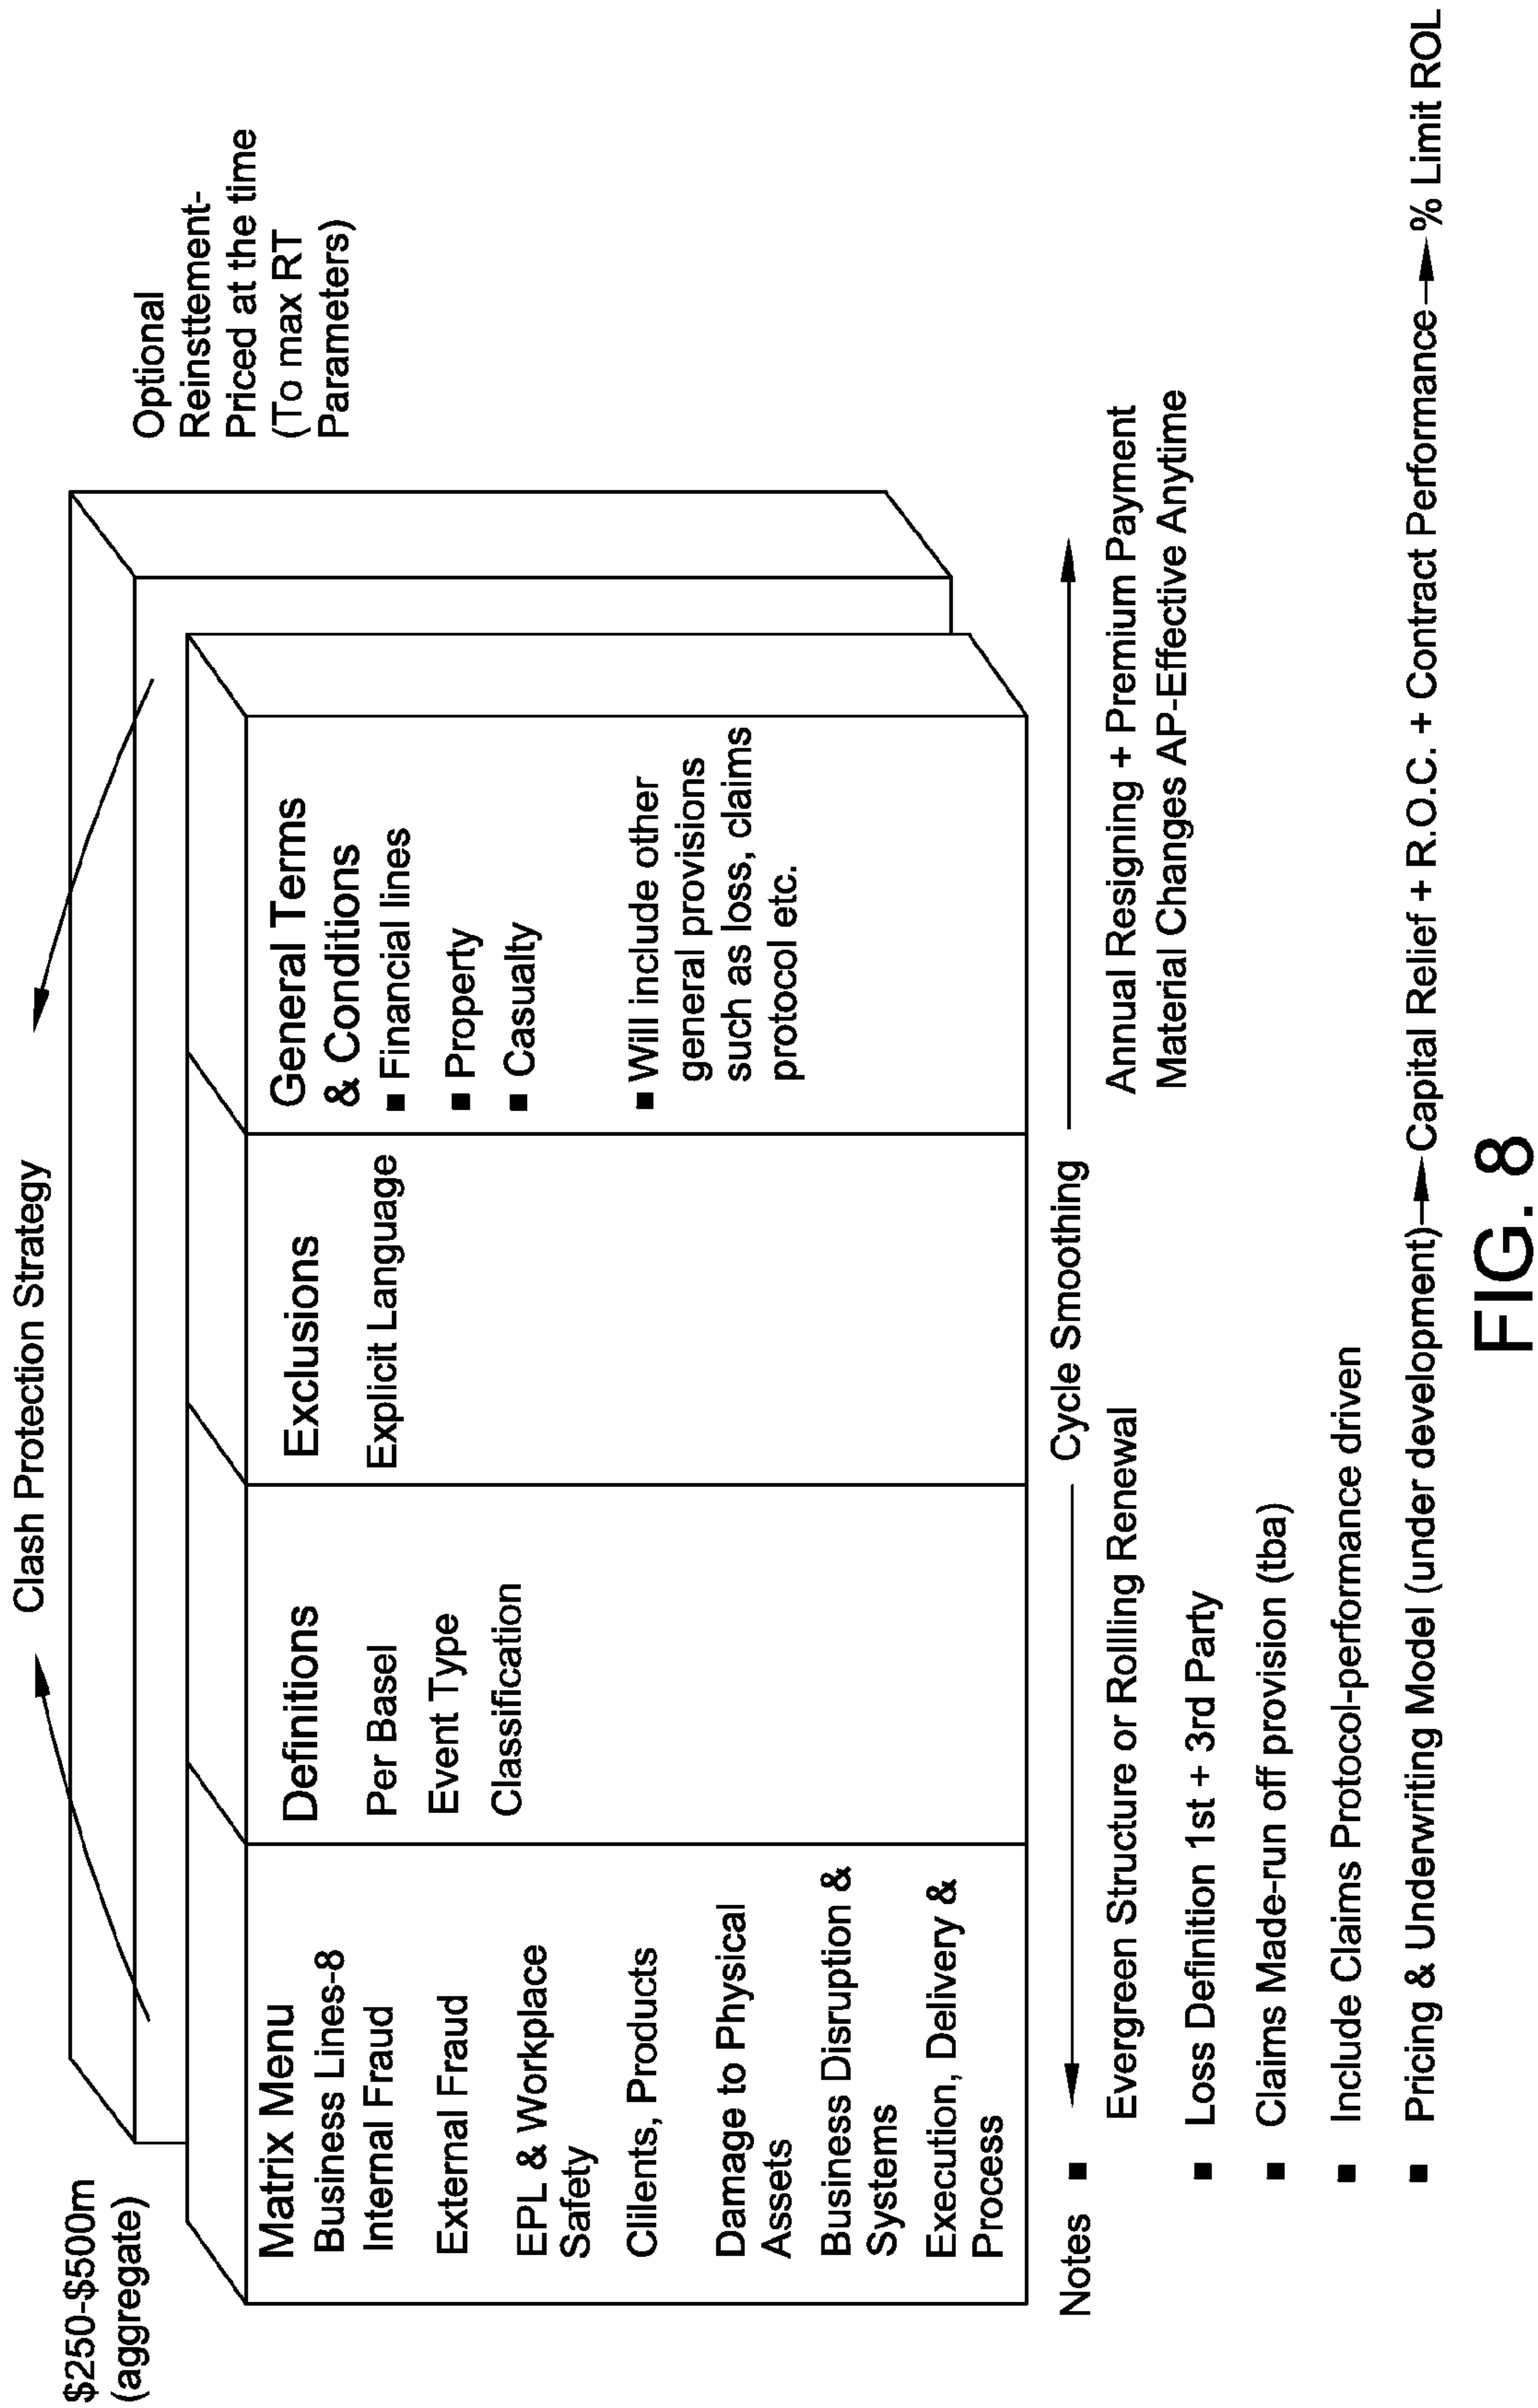 Clash Protection Strategy
$250-$500m
(aggregate)
Optional
Reinsttement-
Priced at the time
(To max RT
Parameters)
Matrix Menu
Business Lines-8
Internal Fraud
External Fraud
EPL & Workplace
Safety
Clilents, Products
Damage to Physical
Assets
Business Disruption &
Systems
Execution, Delivery &
Process
Definitions
Per Basel
Event Type
Classification
Exclusions
Explicit Language
General Terms
& Conditions
■ Financial lines
■ Property
■ Casualty
■ Will include other
general provisions
such as loss, claims
protocol etc.
Cycle Smoothing
Notes ■ Evergreen Structure or Rollling Renewal
Annual Resigning + Premium Payment
Material Changes AP-Effective Anytime
■ Loss Definition 1st + 3rd Party
■ Claims Made-run off provision (tba)
■ Include Claims Protocol-performance driven
■ Pricing & Underwriting Model (under development)→Capital Relief + R.O.C. + Contract Performance→% Limit ROL
FIG. 8